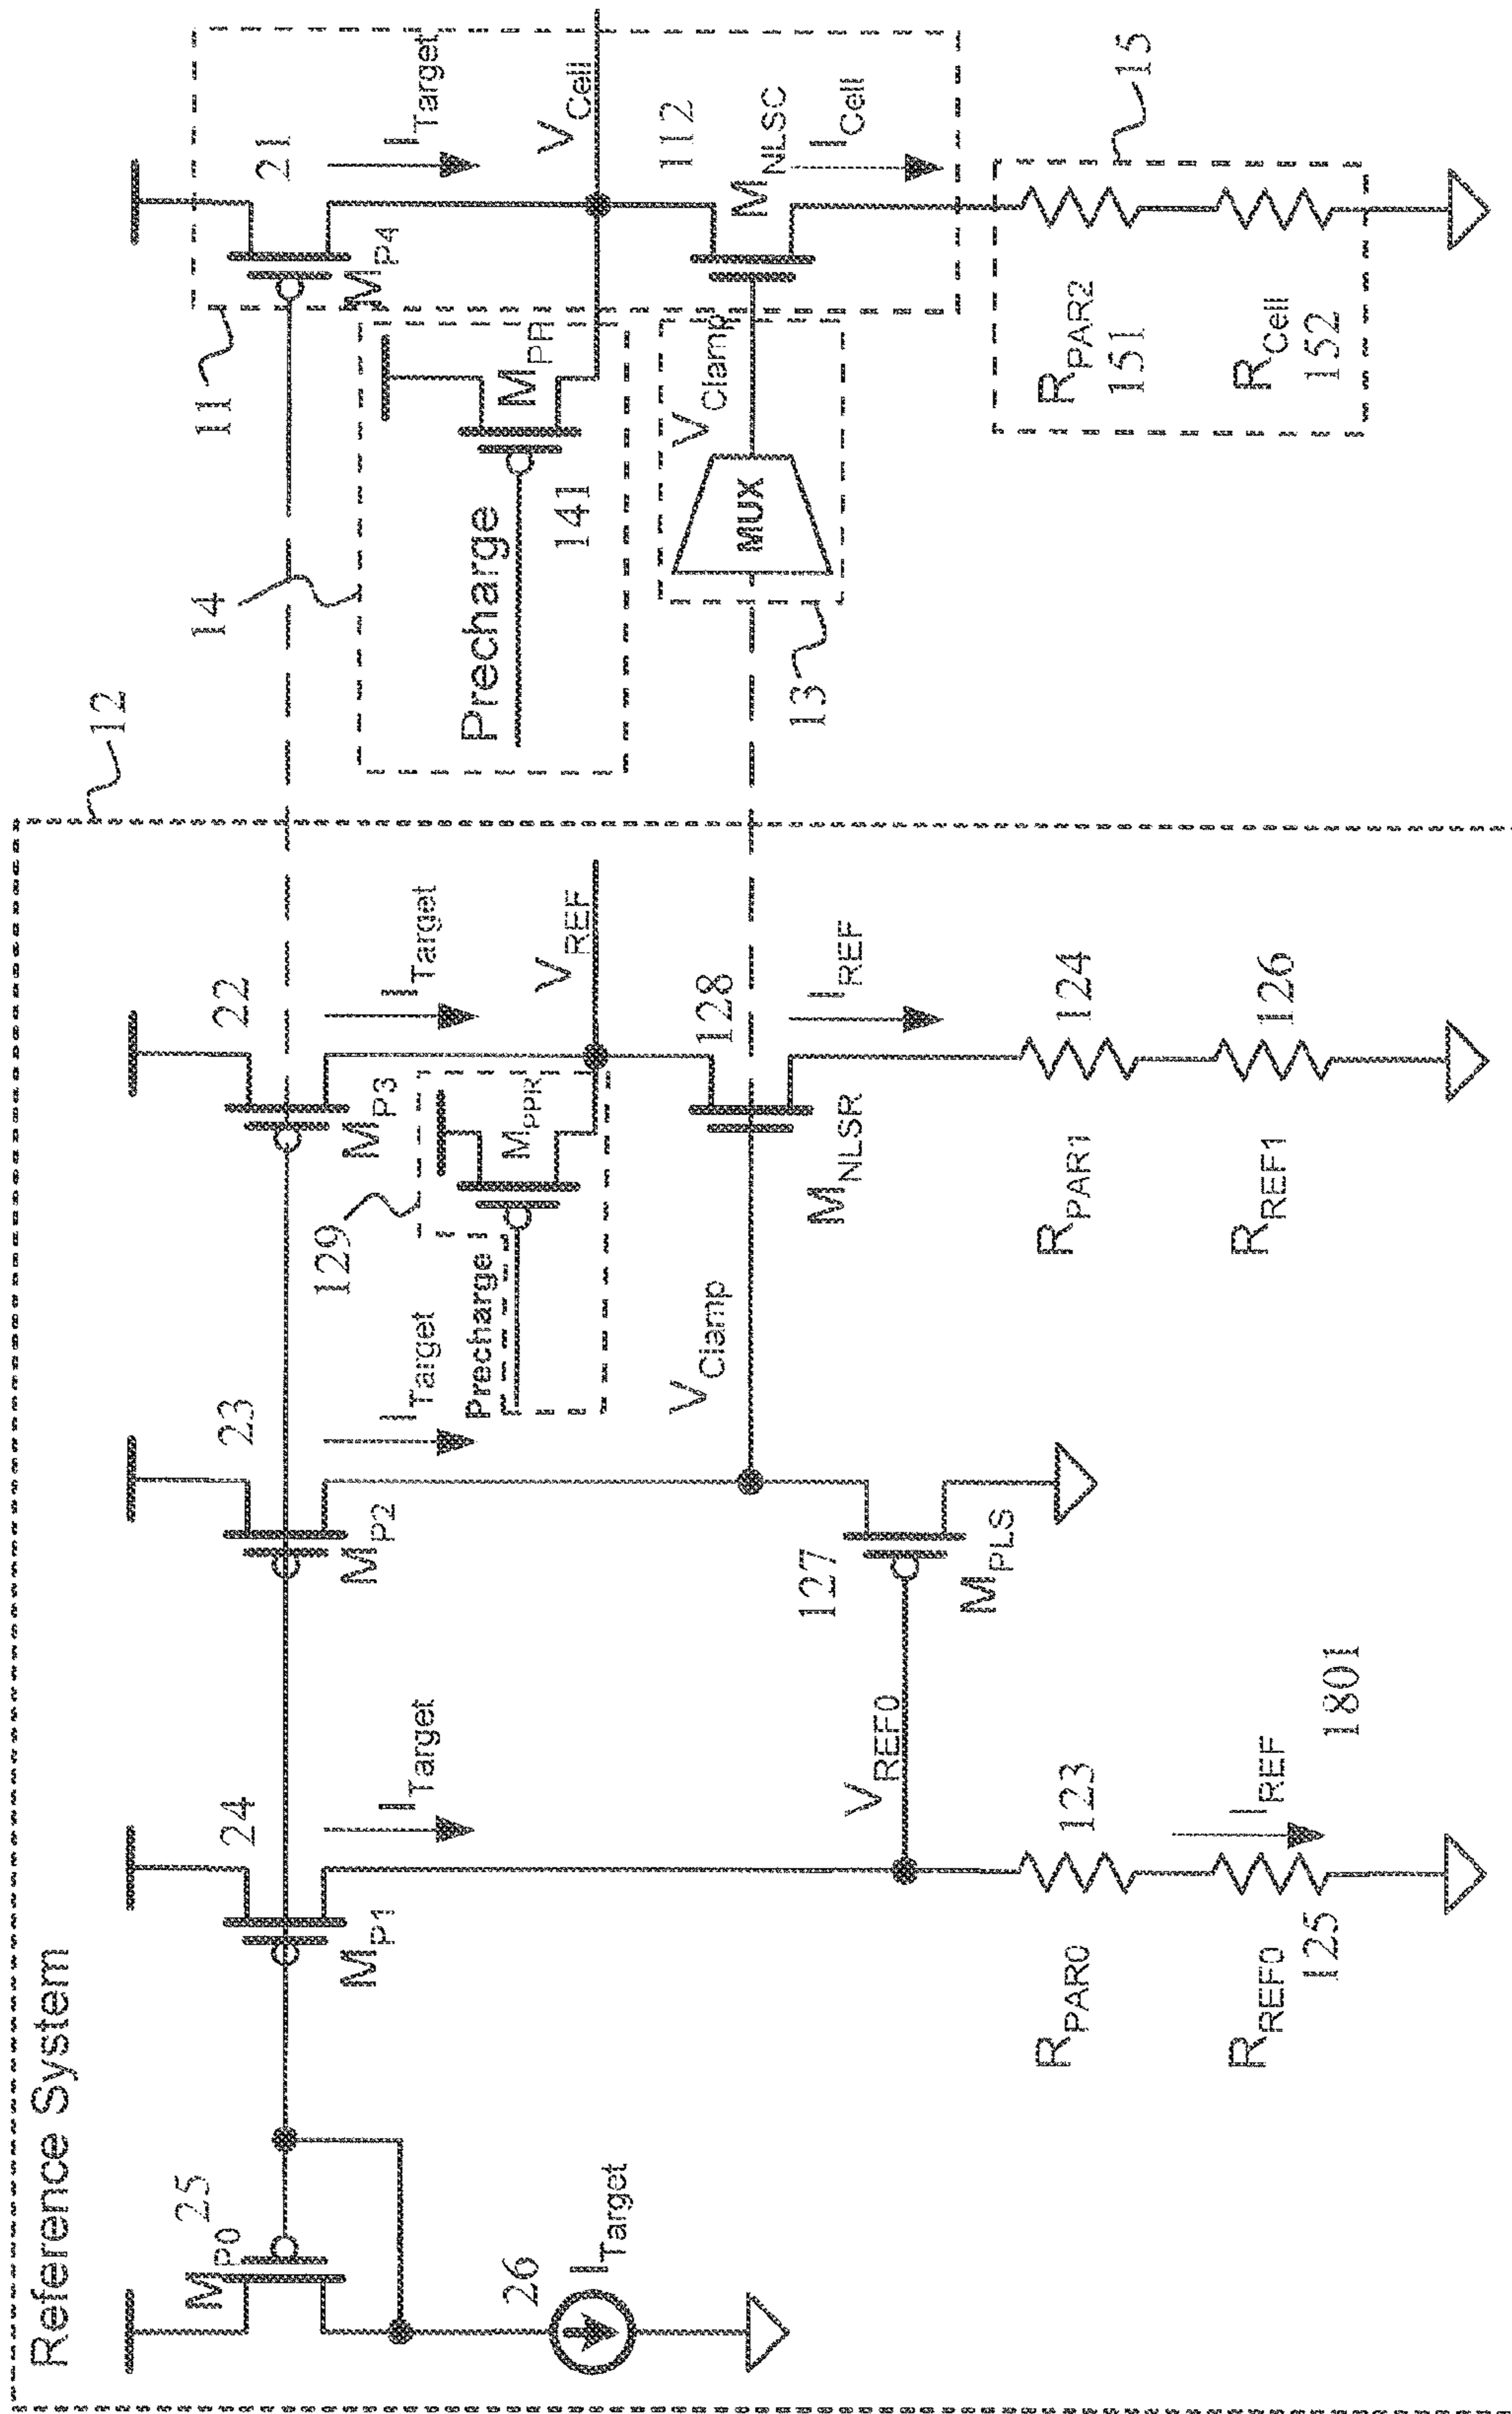 Reference System
12
M_P0
25
26
I_Target
24
M_P1
I_Target
V_REF0
R_PAR0
123
R_REF0
125
I_REF
1801
23
M_P2
I_Target
127
M_PLS
V_Clamp
22
M_P3
I_Target
129
Precharge
M_PPR
V_REF
128
M_NLSR
I_REF
R_PAR1
124
R_REF1
126
14
11
21
M_P4
I_Target
Precharge
141
V_Cell
13
MUX
V_Clamp
112
M_NLSC
I_Cell
15
R_PAR2
151
R_Cell
152